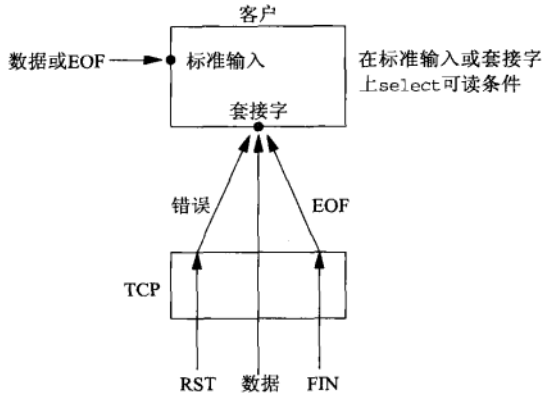 客户
数据或EOF
标准输入
在标准输入或套接字
上select可读条件
套接字
错误
EOF
TCP
RST
数据
FIN